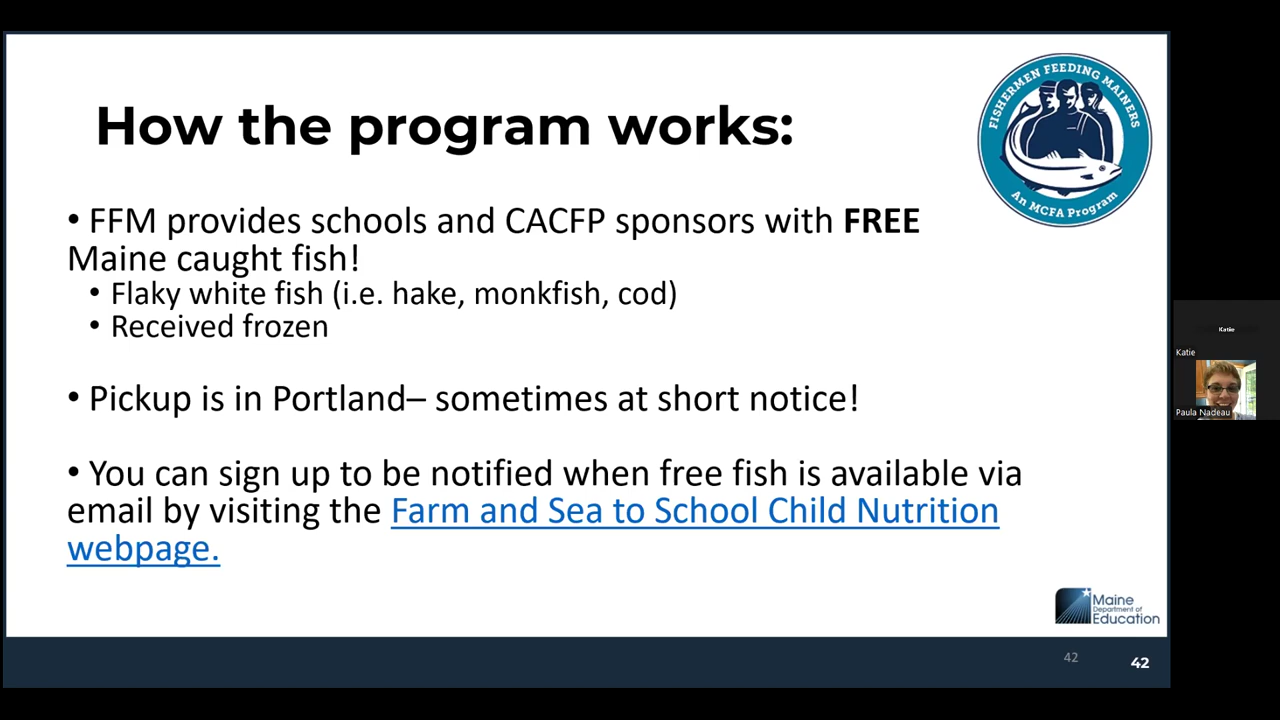 How the program works:
FISHERMEN FEEDING MAINERS
An MCFA Program
• FFM provides schools and CACFP sponsors with FREE
Maine caught fish!
• Flaky white fish (i.e. hake, monkfish, cod)
• Received frozen
• Pickup is in Portland– sometimes at short notice!
• You can sign up to be notified when free fish is available via
email by visiting the Farm and Sea to School Child Nutrition
webpage.
Maine
Department of
Education
42
42
Katie
Katie
Paula Nadeau